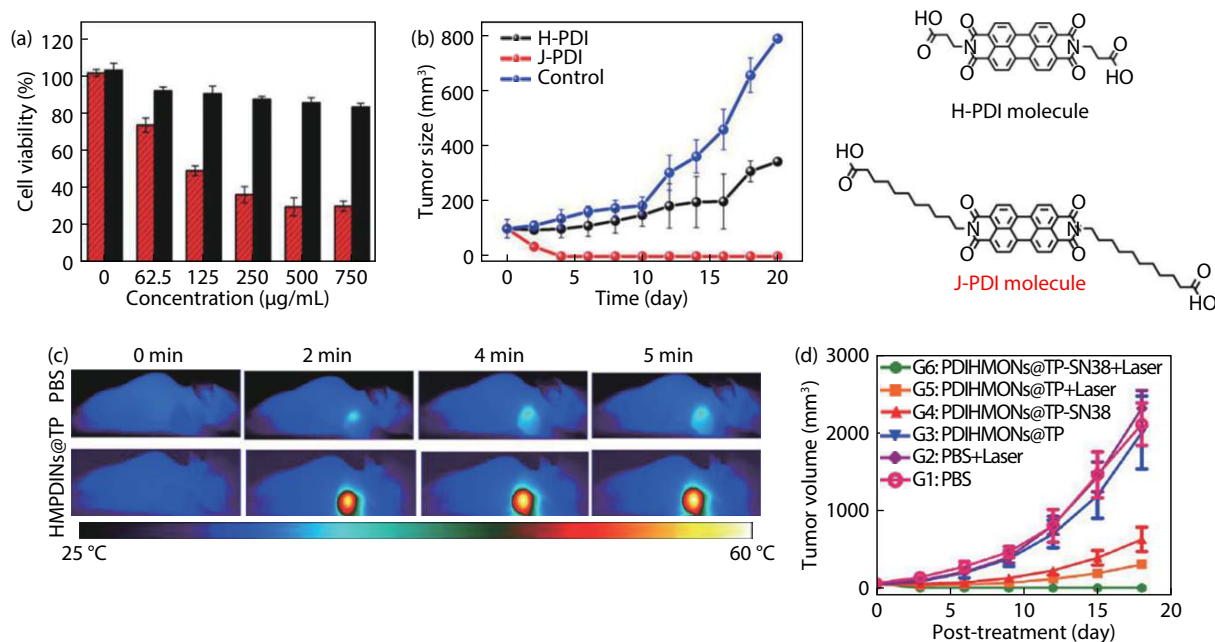 (a)
120
100
80
60
40
20
0
Cell viability (%)
0 62.5 125 250 500 750
Concentration (µg/mL)
(b)
800
600
400
200
0
Tumor size (mm³)
H-PDI
J-PDI
Control
0 5 10 15 20
Time (day)
HO
O
O
N
O
O
N
O
O
OH
H-PDI molecule
HO
O
O
N
O
O
N
O
O
HO
J-PDI molecule
(c)
0 min 2 min 4 min 5 min
PBS
HMPDINs@TP
25 °C 60 °C
(d)
3000
2000
1000
0
Tumor volume (mm³)
G6: PDIHMONs@TP-SN38+Laser
G5: PDIHMONs@TP+Laser
G4: PDIHMONs@TP-SN38
G3: PDIHMONs@TP
G2: PBS+Laser
G1: PBS
0 5 10 15 20
Post-treatment (day)